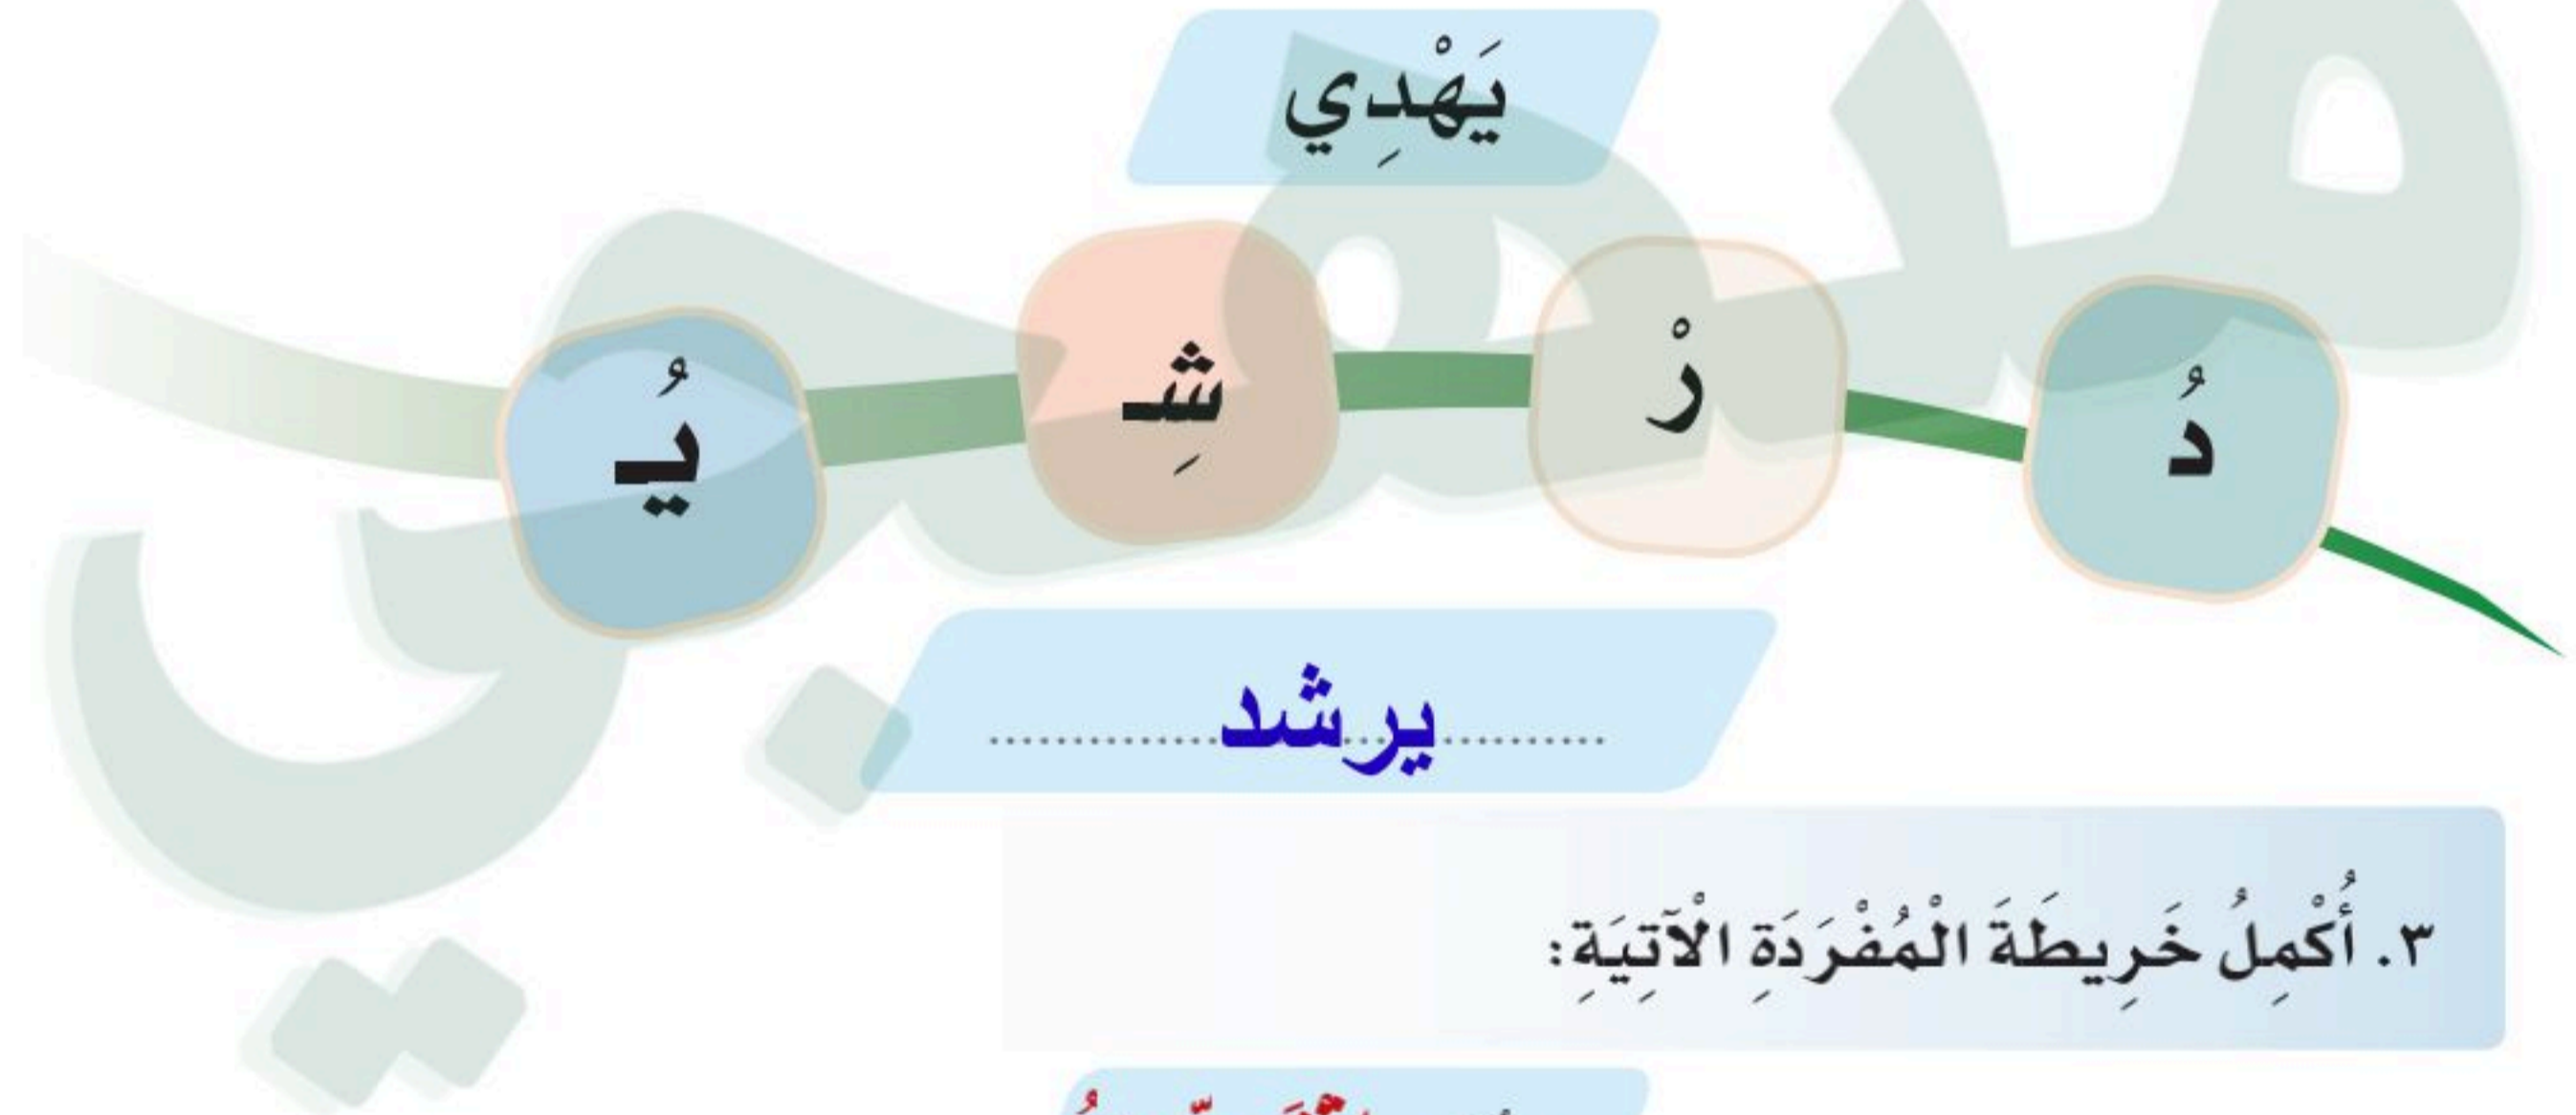 يَهْدِي
دُ رْ شِـ يُـ
يرشد
٣. أُكْمِلُ خَرِيطَةَ الْمُفْرَدَةِ الْآتِيَةِ: